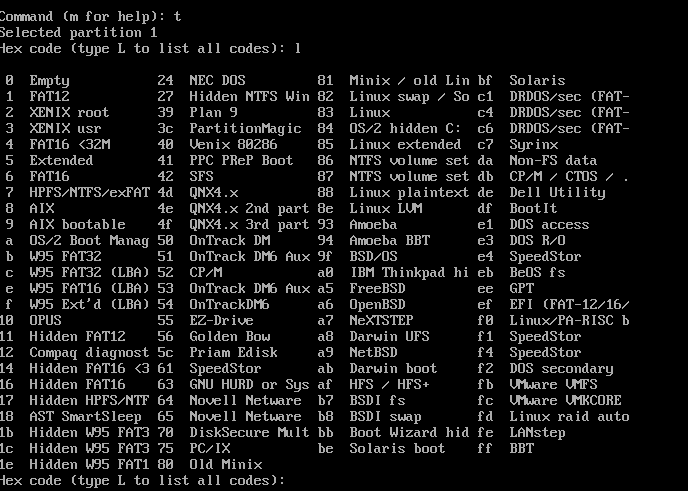 Command (m for help): t
Selected partition 1
Hex code (type L to list all codes): l
0 Empty 24 NEC DOS 81 Minix / old Lin bf Solaris
1 FAT12 27 Hidden NTFS Win 82 Linux swap / So c1 DRDOS/sec (FAT-
2 XENIX root 39 Plan 9 83 Linux c4 DRDOS/sec (FAT-
3 XENIX usr 3c PartitionMagic 84 OS/2 hidden C: c6 DRDOS/sec (FAT-
4 FAT16 <32M 40 Venix 80286 85 Linux extended c7 Syrinx
5 Extended 41 PPC PReP Boot 86 NTFS volume set da Non-FS data
6 FAT16 42 SFS 87 NTFS volume set db CP/M / CTOS / .
7 HPFS/NTFS/exFAT 4d QNX4.x 88 Linux plaintext de Dell Utility
8 AIX 4e QNX4.x 2nd part 8e Linux LVM df BootIt
9 AIX bootable 4f QNX4.x 3rd part 93 Amoeba e1 DOS access
a OS/2 Boot Manag 50 OnTrack DM 94 Amoeba BBT e3 DOS R/O
b W95 FAT32 51 OnTrack DM6 Aux 9f BSD/OS e4 SpeedStor
c W95 FAT32 (LBA) 52 CP/M a0 IBM Thinkpad hi eb BeOS fs
e W95 FAT16 (LBA) 53 OnTrack DM6 Aux a5 FreeBSD ee GPT
f W95 Ext'd (LBA) 54 OnTrackDM6 a6 OpenBSD ef EFI (FAT-12/16/
10 OPUS 55 EZ-Drive a7 NeXTSTEP f0 Linux/PA-RISC b
11 Hidden FAT12 56 Golden Bow a8 Darwin UFS f1 SpeedStor
12 Compaq diagnost 5c Priam Edisk a9 NetBSD f4 SpeedStor
14 Hidden FAT16 <3 61 SpeedStor ab Darwin boot f2 DOS secondary
16 Hidden FAT16 63 GNU HURD or Sys af HFS / HFS+ fb VMware VMFS
17 Hidden HPFS/NTF 64 Novell Netware b7 BSDI fs fc VMware VMKCORE
18 AST SmartSleep 65 Novell Netware b8 BSDI swap fd Linux raid auto
1b Hidden W95 FAT3 70 DiskSecure Mult bb Boot Wizard hid fe LANstep
1c Hidden W95 FAT3 75 PC/IX be Solaris boot ff BBT
1e Hidden W95 FAT1 80 Old Minix
Hex code (type L to list all codes):